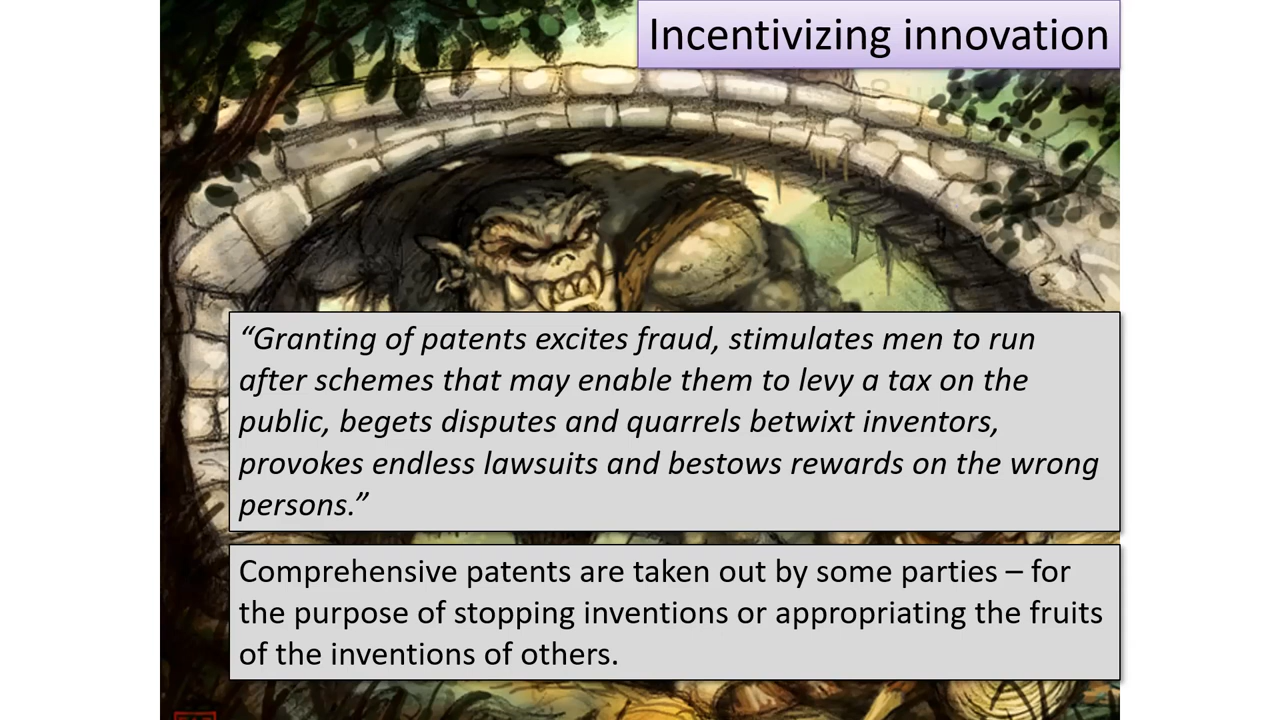 Incentivizing innovation
“Granting of patents excites fraud, stimulates men to run
after schemes that may enable them to levy a tax on the
public, begets disputes and quarrels betwixt inventors,
provokes endless lawsuits and bestows rewards on the wrong
persons.”
Comprehensive patents are taken out by some parties – for
the purpose of stopping inventions or appropriating the fruits
of the inventions of others.